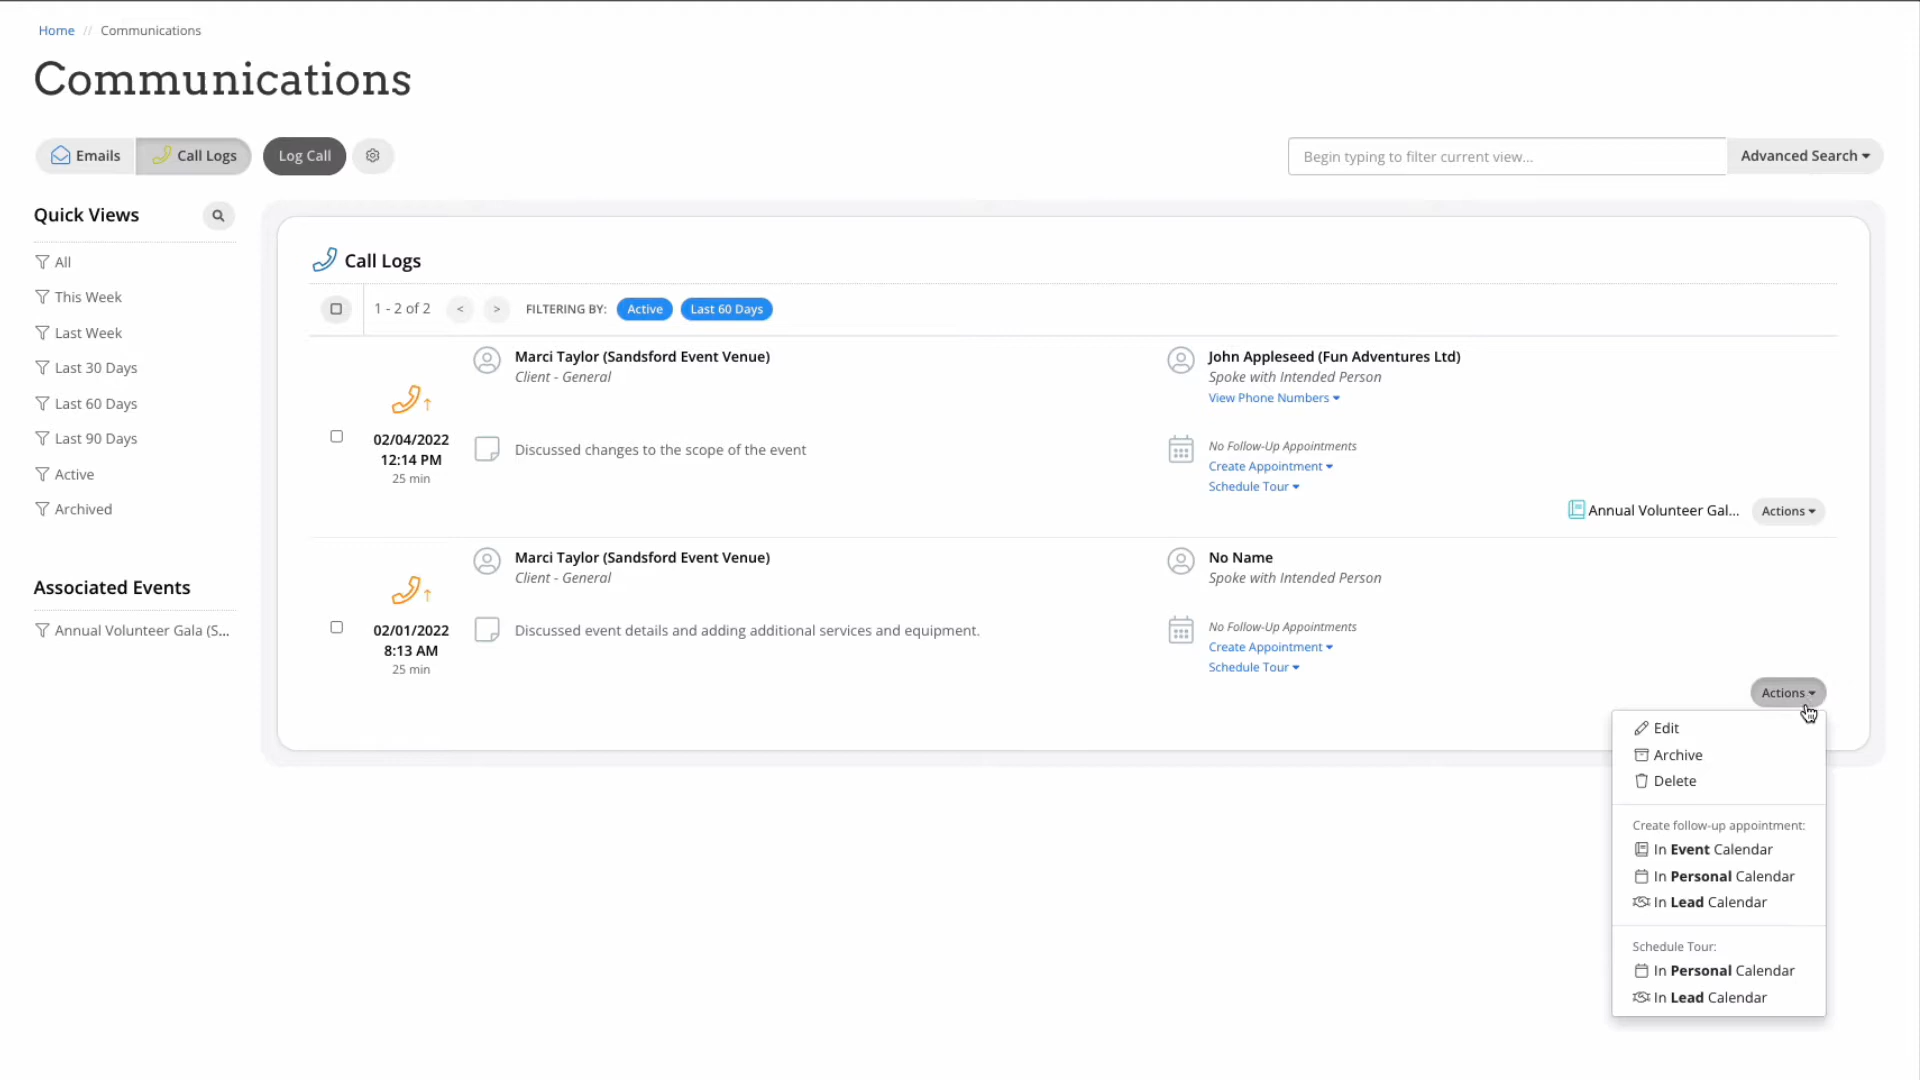 Home // Communications
Communications
Emails
Call Logs
Log Call
Begin typing to filter current view...
Advanced Search
Quick Views
All
This Week
Last Week
Last 30 Days
Last 60 Days
Last 90 Days
Active
Archived
Associated Events
Annual Volunteer Gala (S...
Call Logs
1 - 2 of 2 < > FILTERING BY: Active Last 60 Days
02/04/2022
12:14 PM
25 min
Marci Taylor (Sandsford Event Venue)
Client - General
Discussed changes to the scope of the event
John Appleseed (Fun Adventures Ltd)
Spoke with Intended Person
View Phone Numbers
No Follow-Up Appointments
Create Appointment
Schedule Tour
Annual Volunteer Gal...
Actions
02/01/2022
8:13 AM
25 min
Marci Taylor (Sandsford Event Venue)
Client - General
Discussed event details and adding additional services and equipment.
No Name
Spoke with Intended Person
No Follow-Up Appointments
Create Appointment
Schedule Tour
Actions
Edit
Archive
Delete
Create follow-up appointment:
In Event Calendar
In Personal Calendar
In Lead Calendar
Schedule Tour:
In Personal Calendar
In Lead Calendar